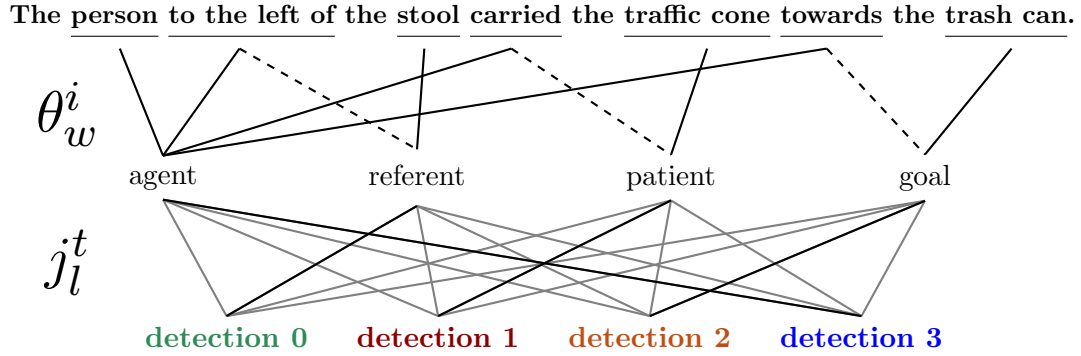 The person to the left of the stool carried the traffic cone towards the trash can.
θ^i_w
agent referent patient goal
j^t_l
detection 0 detection 1 detection 2 detection 3